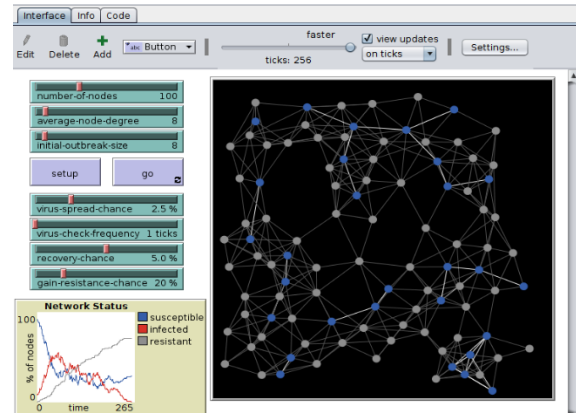 Interface Info Code
Edit Delete Add abc Button faster view updates Settings...
ticks: 256 on ticks
number-of-nodes 100
average-node-degree 8
initial-outbreak-size 8
setup go
virus-spread-chance 2.5 %
virus-check-frequency 1 ticks
recovery-chance 5.0 %
gain-resistance-chance 20 %
Network Status
100
% of nodes
0
0 time 265
susceptible
infected
resistant